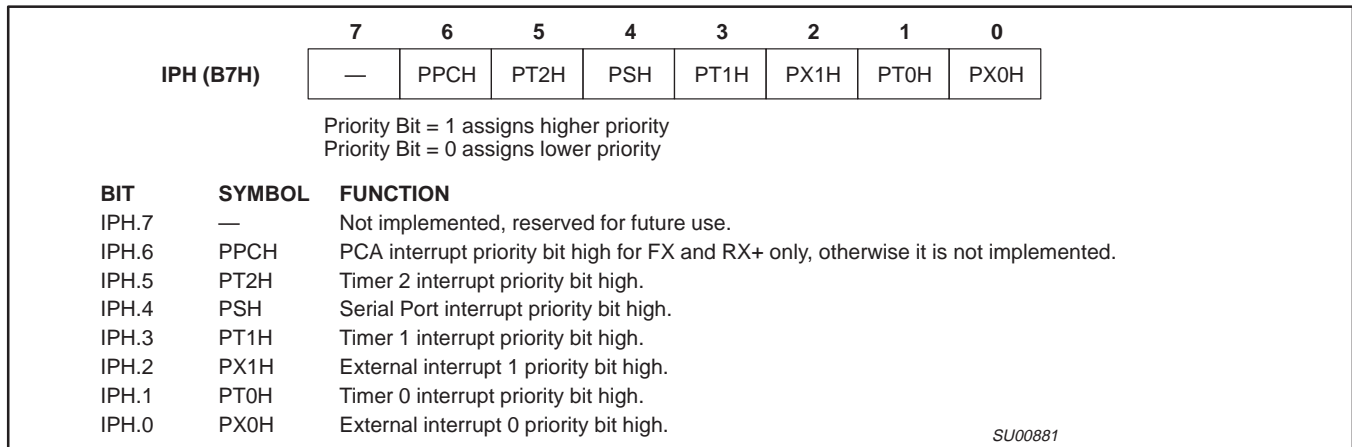 7 6 5 4 3 2 1 0
IPH (B7H) — PPCH PT2H PSH PT1H PX1H PT0H PX0H
Priority Bit = 1 assigns higher priority
Priority Bit = 0 assigns lower priority
BIT SYMBOL FUNCTION
IPH.7 — Not implemented, reserved for future use.
IPH.6 PPCH PCA interrupt priority bit high for FX and RX+ only, otherwise it is not implemented.
IPH.5 PT2H Timer 2 interrupt priority bit high.
IPH.4 PSH Serial Port interrupt priority bit high.
IPH.3 PT1H Timer 1 interrupt priority bit high.
IPH.2 PX1H External interrupt 1 priority bit high.
IPH.1 PT0H Timer 0 interrupt priority bit high.
IPH.0 PX0H External interrupt 0 priority bit high.
SU00881